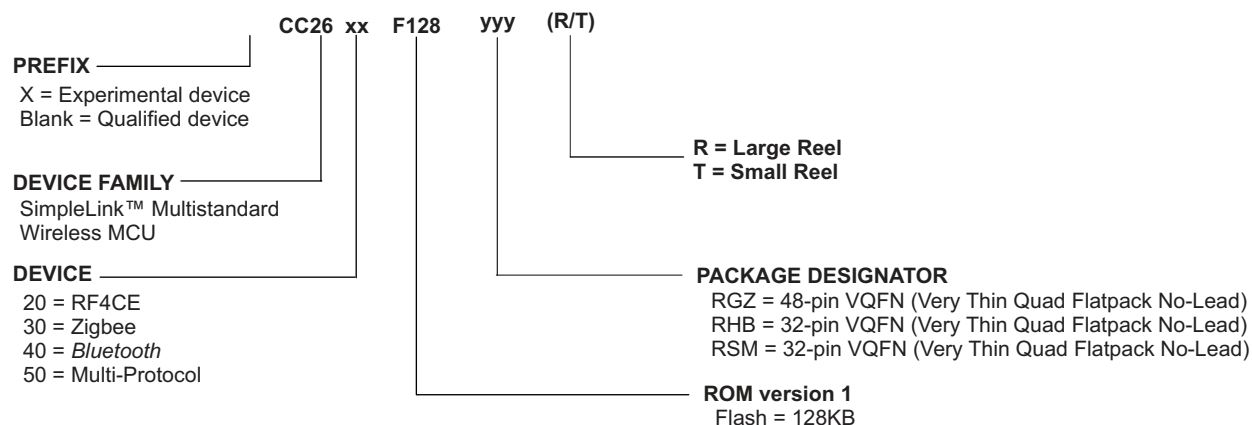 CC26 xx F128 yyy (R/T)
PREFIX
X = Experimental device
Blank = Qualified device
R = Large Reel
T = Small Reel
DEVICE FAMILY
SimpleLink™ Multistandard
Wireless MCU
DEVICE
20 = RF4CE
30 = Zigbee
40 = Bluetooth
50 = Multi-Protocol
PACKAGE DESIGNATOR
RGZ = 48-pin VQFN (Very Thin Quad Flatpack No-Lead)
RHB = 32-pin VQFN (Very Thin Quad Flatpack No-Lead)
RSM = 32-pin VQFN (Very Thin Quad Flatpack No-Lead)
ROM version 1
Flash = 128KB